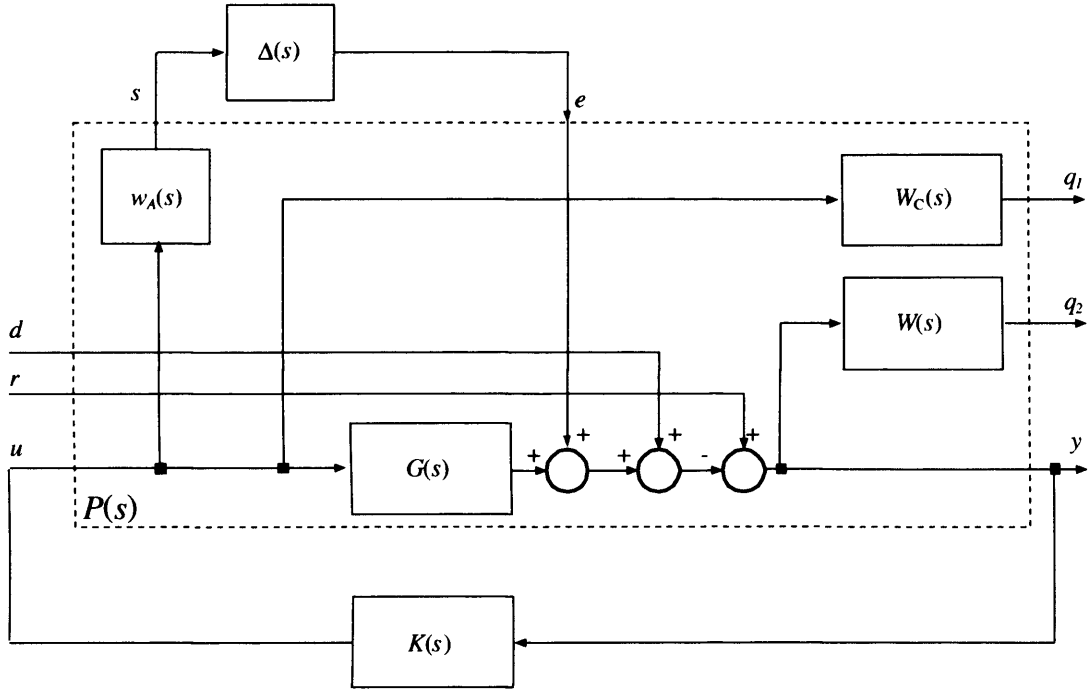 Δ(s)
s
e
w_A(s)
W_C(s)
q_1
W(s)
q_2
d
r
+
+
+
u
G(s)
+
+
-
y
P(s)
K(s)